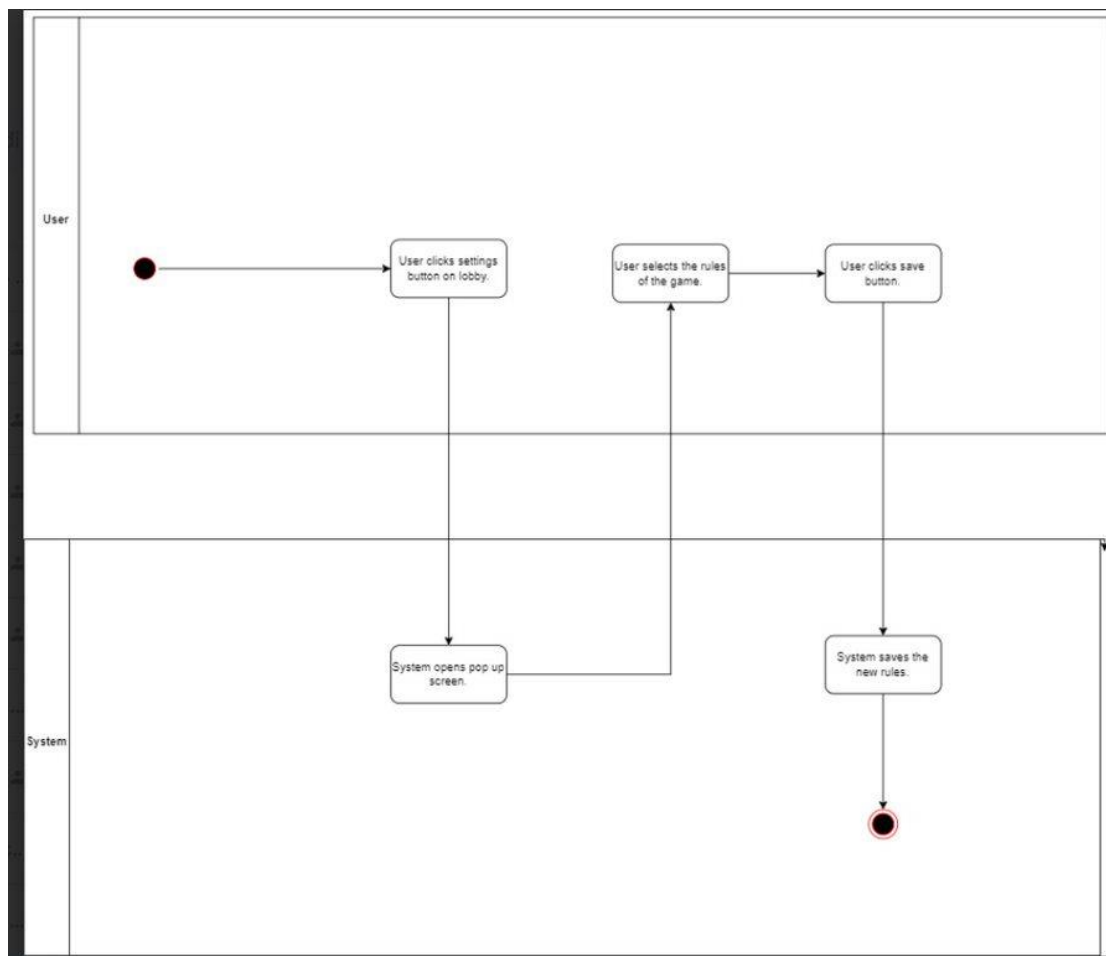 User
User clicks settings
button on lobby.
User selects the rules
of the game.
User clicks save
button.
System
System opens pop up
screen.
System saves the
new rules.